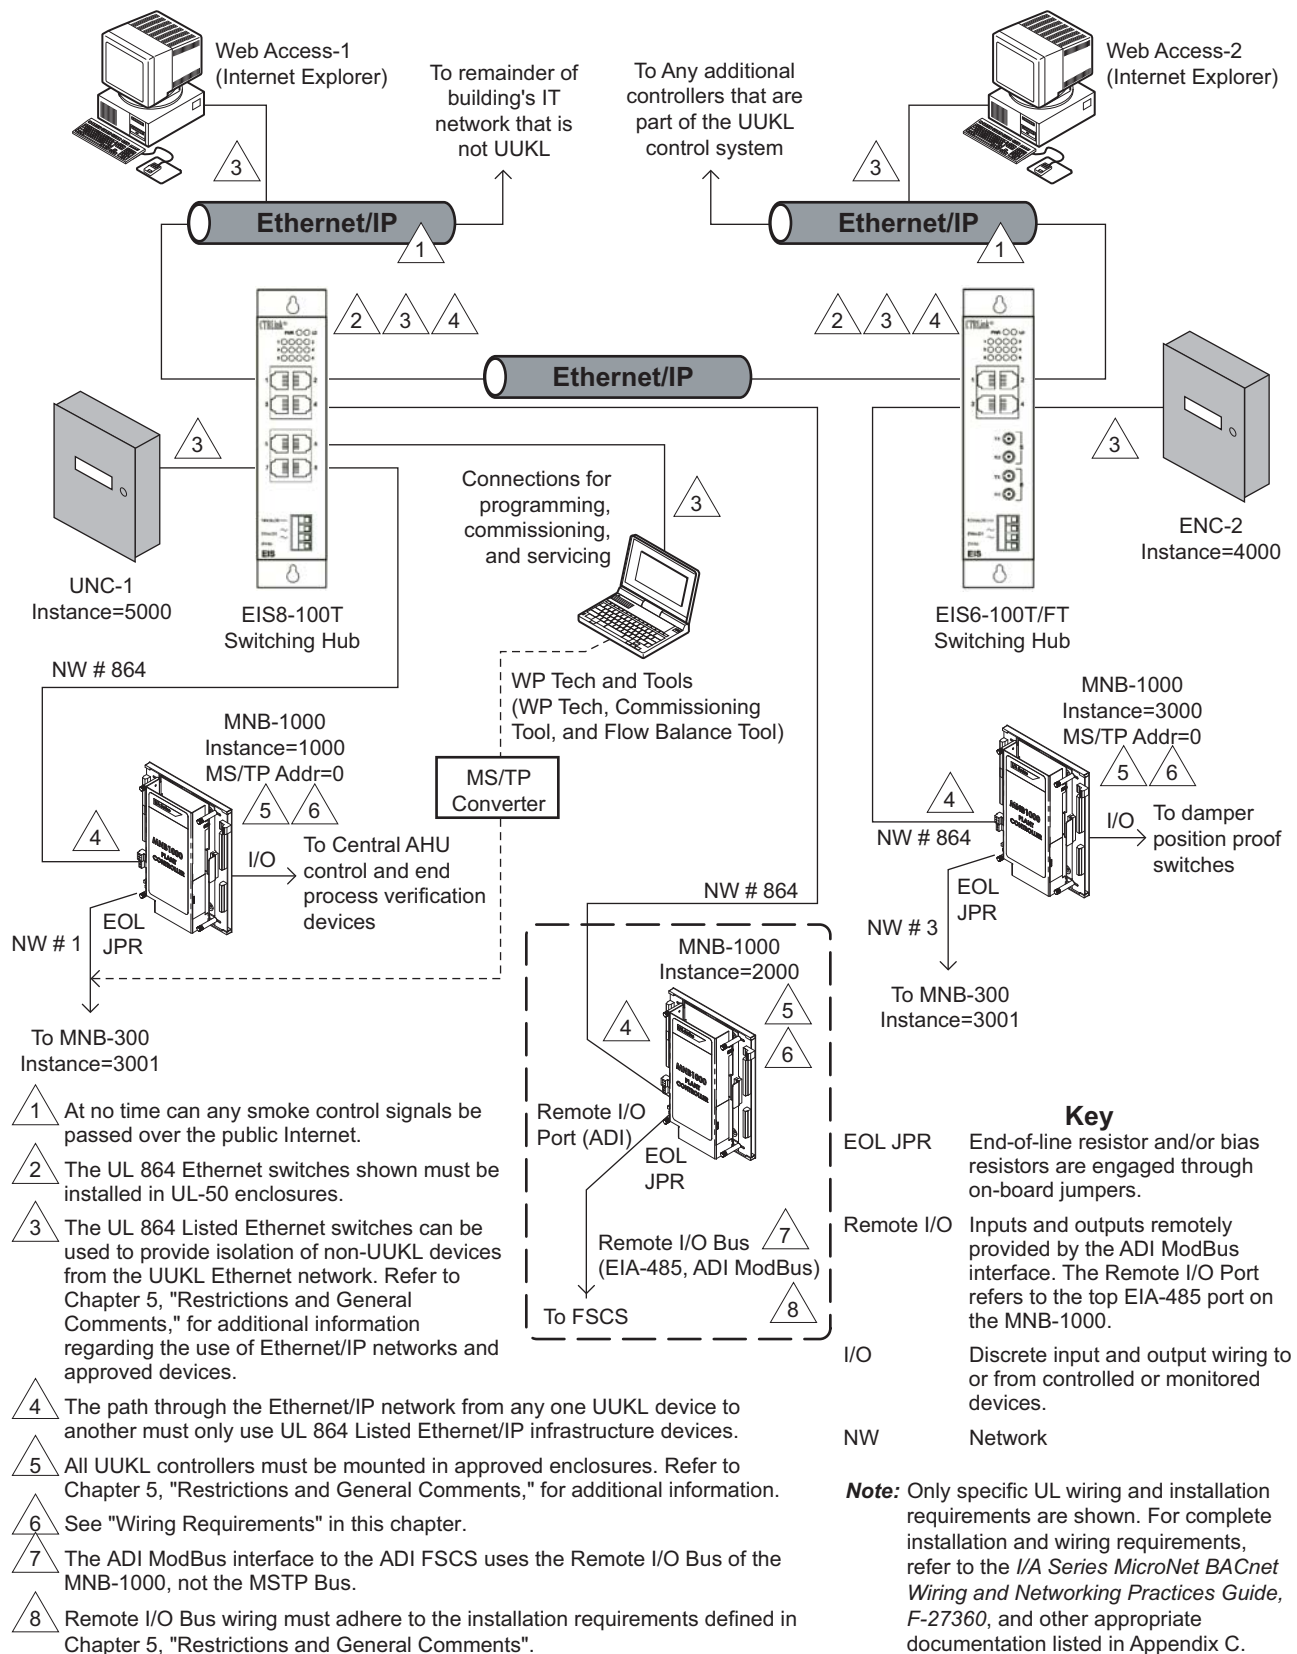 Web Access-1
(Internet Explorer)
To remainder of
building's IT
network that is
not UUKL
To Any additional
controllers that are
part of the UUKL
control system
Web Access-2
(Internet Explorer)
3
3
Ethernet/IP
1
Ethernet/IP
1
2
3
4
2
3
4
Ethernet/IP
3
3
UNC-1
Instance=5000
EIS
EIS8-100T
Switching Hub
Connections for
programming,
commissioning,
and servicing
3
EIS
EIS6-100T/FT
Switching Hub
ENC-2
Instance=4000
NW # 864
WP Tech and Tools
(WP Tech, Commissioning
Tool, and Flow Balance Tool)
MNB-1000
Instance=1000
MS/TP Addr=0
5
6
4
MNB1000
PLANT
CONTROLLER
I/O
To Central AHU
control and end
process verification
devices
EOL
JPR
NW # 1
To MNB-300
Instance=3001
MS/TP
Converter
NW # 864
MNB-1000
Instance=3000
MS/TP Addr=0
5
6
4
NW # 864
MNB1000
PLANT
CONTROLLER
I/O
To damper
position proof
switches
EOL
JPR
NW # 3
To MNB-300
Instance=3001
MNB-1000
Instance=2000
5
6
4
MNB1000
PLANT
CONTROLLER
Remote I/O
Port (ADI)
EOL
JPR
Remote I/O Bus
(EIA-485, ADI ModBus)
7
8
To FSCS
1 At no time can any smoke control signals be
passed over the public Internet.
2 The UL 864 Ethernet switches shown must be
installed in UL-50 enclosures.
3 The UL 864 Listed Ethernet switches can be
used to provide isolation of non-UUKL devices
from the UUKL Ethernet network. Refer to
Chapter 5, "Restrictions and General
Comments," for additional information
regarding the use of Ethernet/IP networks and
approved devices.
4 The path through the Ethernet/IP network from any one UUKL device to
another must only use UL 864 Listed Ethernet/IP infrastructure devices.
5 All UUKL controllers must be mounted in approved enclosures. Refer to
Chapter 5, "Restrictions and General Comments," for additional information.
6 See "Wiring Requirements" in this chapter.
7 The ADI ModBus interface to the ADI FSCS uses the Remote I/O Bus of the
MNB-1000, not the MSTP Bus.
8 Remote I/O Bus wiring must adhere to the installation requirements defined in
Chapter 5, "Restrictions and General Comments".
Key
EOL JPR End-of-line resistor and/or bias
resistors are engaged through
on-board jumpers.
Remote I/O Inputs and outputs remotely
provided by the ADI ModBus
interface. The Remote I/O Port
refers to the top EIA-485 port on
the MNB-1000.
I/O Discrete input and output wiring to
or from controlled or monitored
devices.
NW Network
Note: Only specific UL wiring and installation
requirements are shown. For complete
installation and wiring requirements,
refer to the I/A Series MicroNet BACnet
Wiring and Networking Practices Guide,
F-27360, and other appropriate
documentation listed in Appendix C.